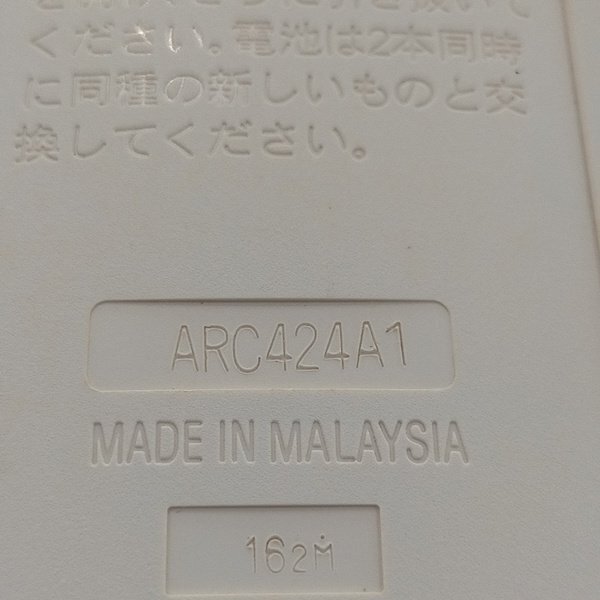 ください。電池は2本同時
に同種の新しいものと交
換してください。
ARC424A1
MADE IN MALAYSIA
162M